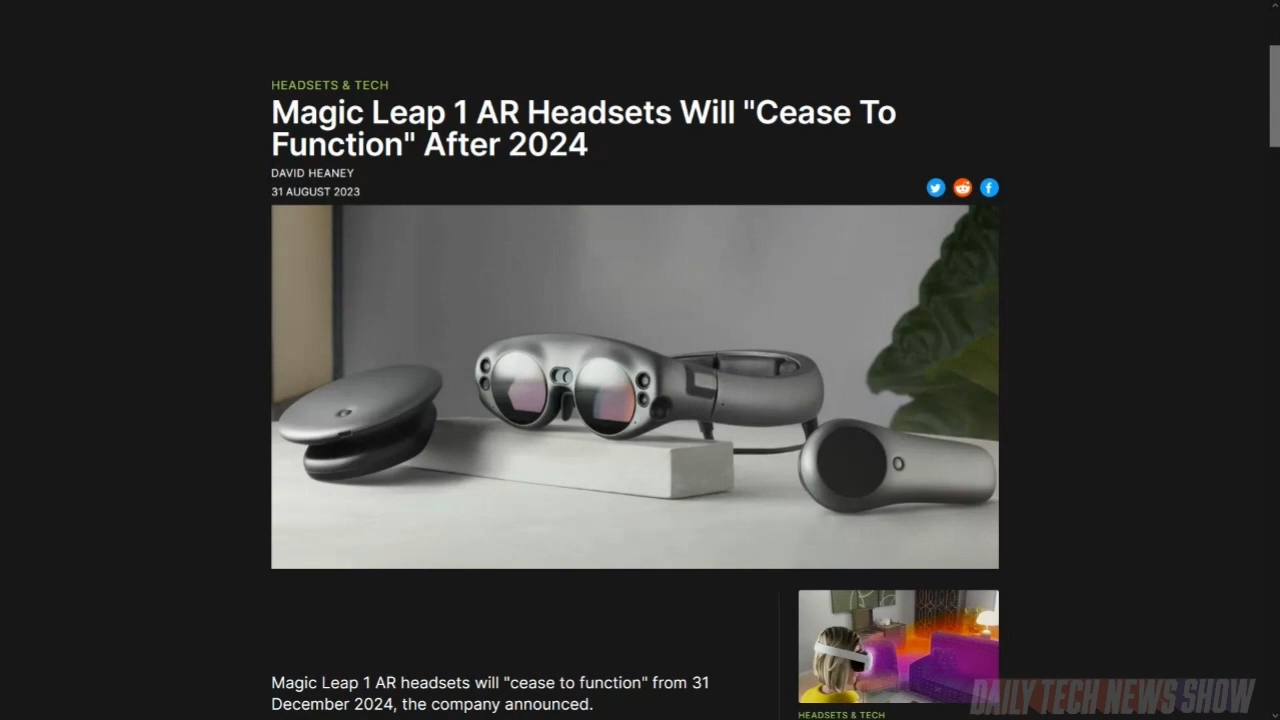 HEADSETS & TECH
Magic Leap 1 AR Headsets Will "Cease To
Function" After 2024
DAVID HEANEY
31 AUGUST 2023
Magic Leap 1 AR headsets will "cease to function" from 31
December 2024, the company announced.
HEADSETS & TECH
DAILY TECH NEWS SHOW